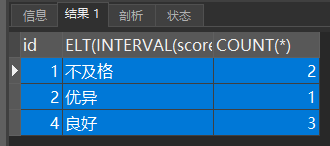 信息 结果 1 剖析 状态
id ELT(INTERVAL(score COUNT(*)
1 不及格 2
2 优异 1
4 良好 3